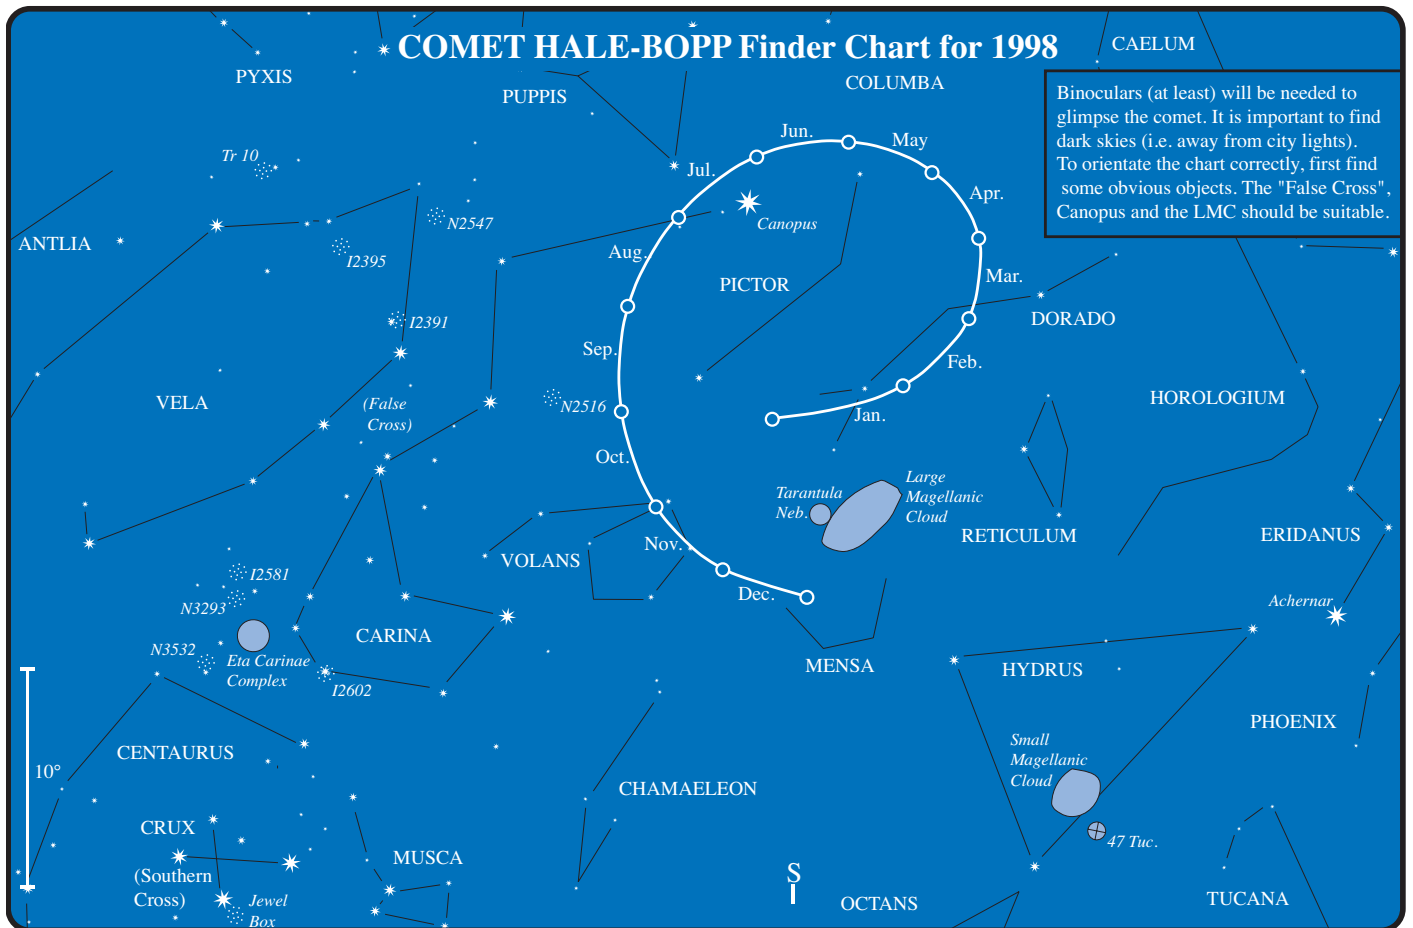 COMET HALE-BOPP Finder Chart for 1998
CAELUM
PYXIS
PUPPIS
COLUMBA
Binoculars (at least) will be needed to
glimpse the comet. It is important to find
dark skies (i.e. away from city lights).
To orientate the chart correctly, first find
some obvious objects. The "False Cross",
Canopus and the LMC should be suitable.
Jun.
May
Tr 10
Jul.
Apr.
N2547
Canopus
ANTLIA
I2395
Aug.
PICTOR
Mar.
I2391
DORADO
Sep.
Feb.
VELA
(False
Cross)
N2516
Jan.
HOROLOGIUM
Oct.
Tarantula
Neb.
Large
Magellanic
Cloud
RETICULUM
ERIDANUS
Nov.
VOLANS
I2581
Dec.
N3293
Achernar
CARINA
N3532
Eta Carinae
Complex
I2602
MENSA
HYDRUS
PHOENIX
CENTAURUS
Small
Magellanic
Cloud
10°
CHAMAELEON
CRUX
MUSCA
47 Tuc.
(Southern
Cross)
Jewel
Box
S
OCTANS
TUCANA